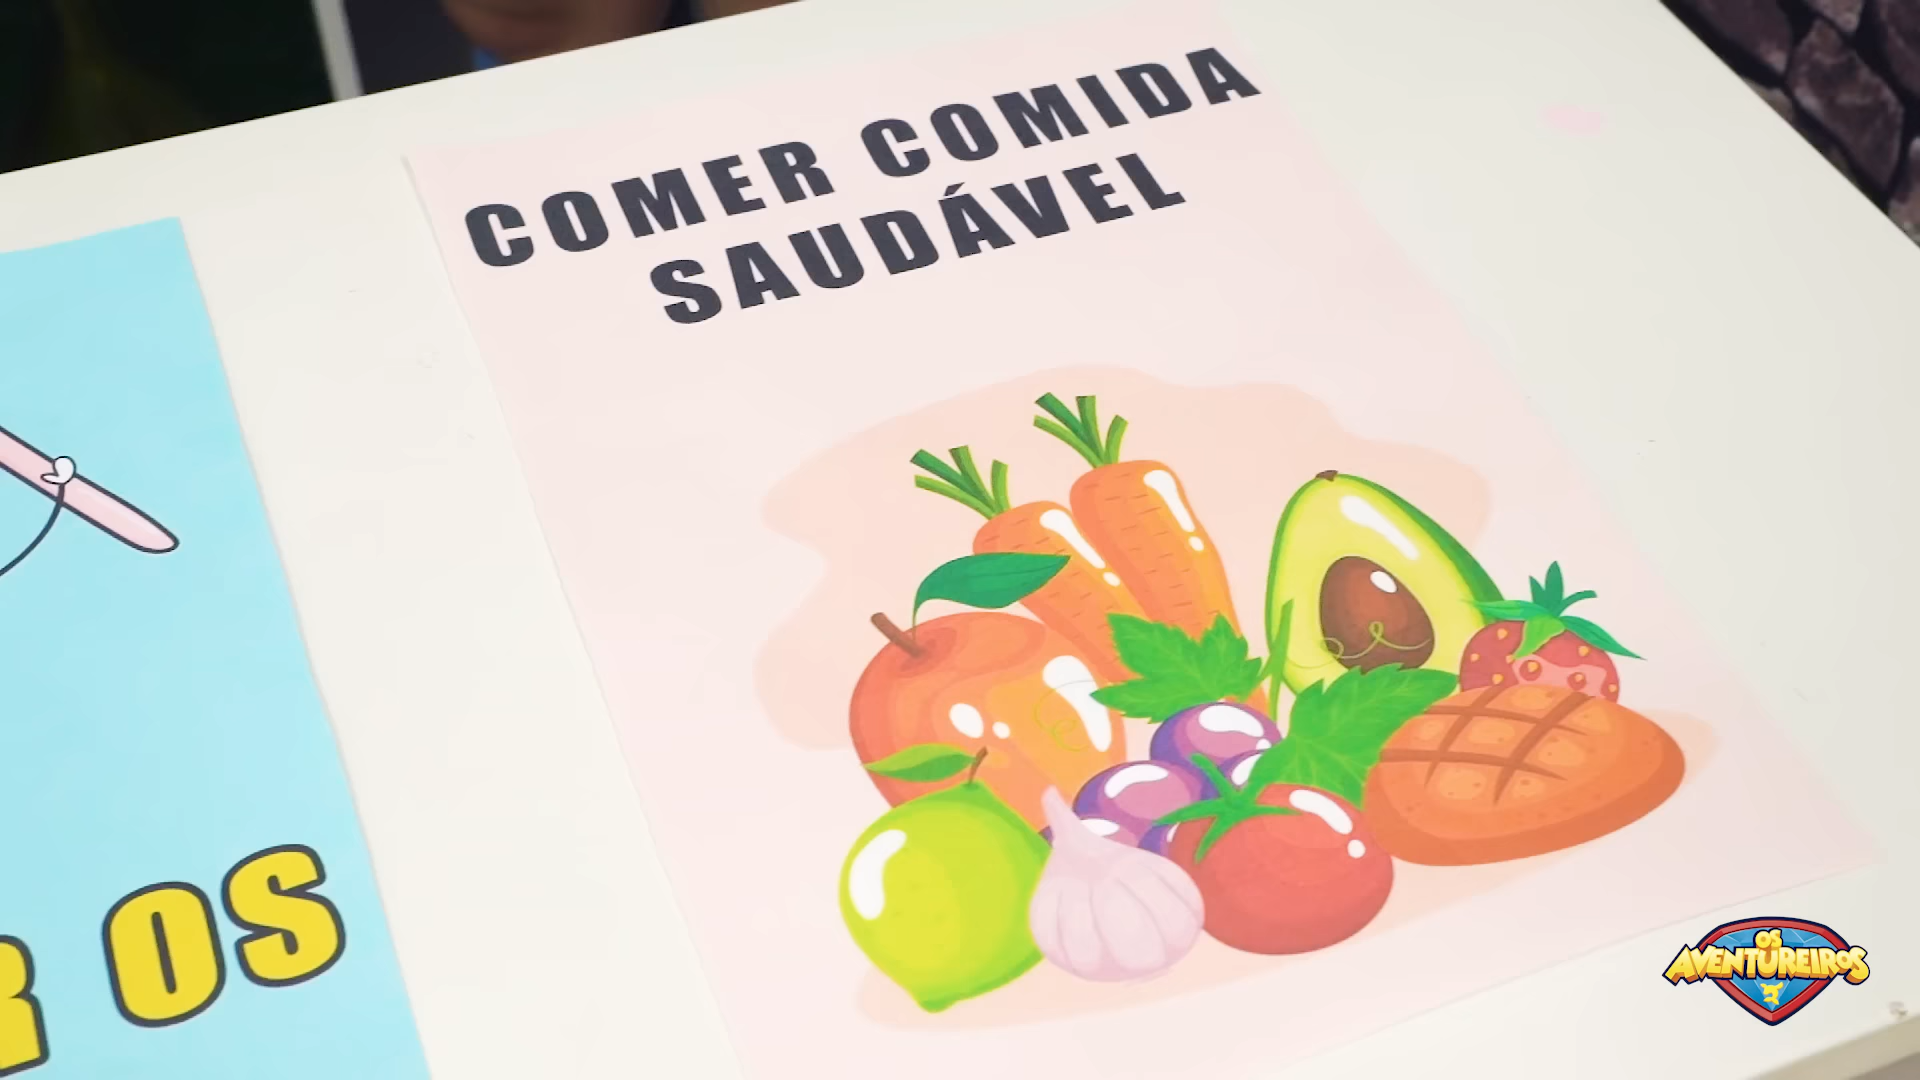 COMER COMIDA
SAUDÁVEL
OS
OS
AVENTUREIROS